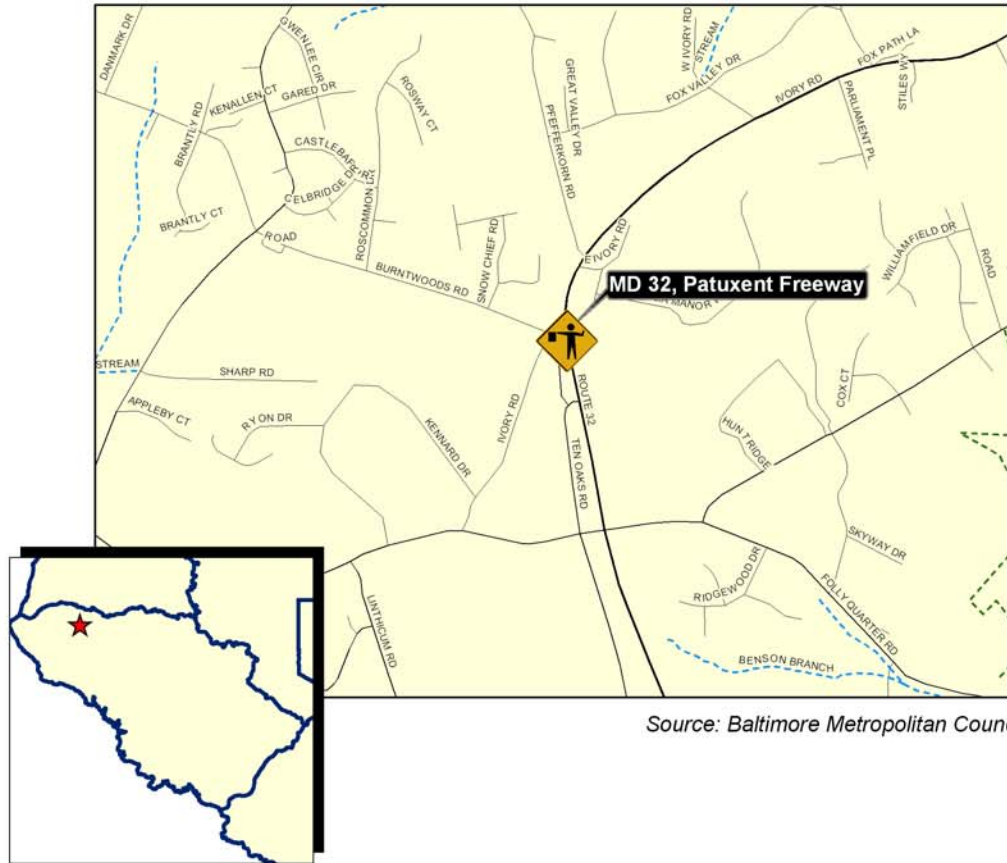 DANMARK DR
GWENLEE CIR
KENALLEN CT
GARED DR
BRANTLY RD
ROSWAY CT
W IVORY RD
STREAM
GREAT VALLEY DR
FOX VALLEY DR
PFEFFERKORN RD
IVORY RD
FOX PATH LA
STILES WY
PARLIAMENT PL
CELBRIDGE DR
ROSCOMMON DR
BRANTLY CT
ROAD
BURNTWOODS RD
SNOW CHIEF RD
E IVORY RD
MD 32, Patuxent Freeway
MANOR
WILLIAMFIELD DR
ROAD
STREAM
SHARP RD
APPLEBY CT
RYON DR
KENNARD DR
IVORY RD
ROUTE 32
TEN OAKS RD
COX CT
HUNT RIDGE
SKYWAY DR
RIDGEWOOD DR
FOLLY QUARTER RD
LINTHICUM RD
BENSON BRANCH
Source: Baltimore Metropolitan Counc